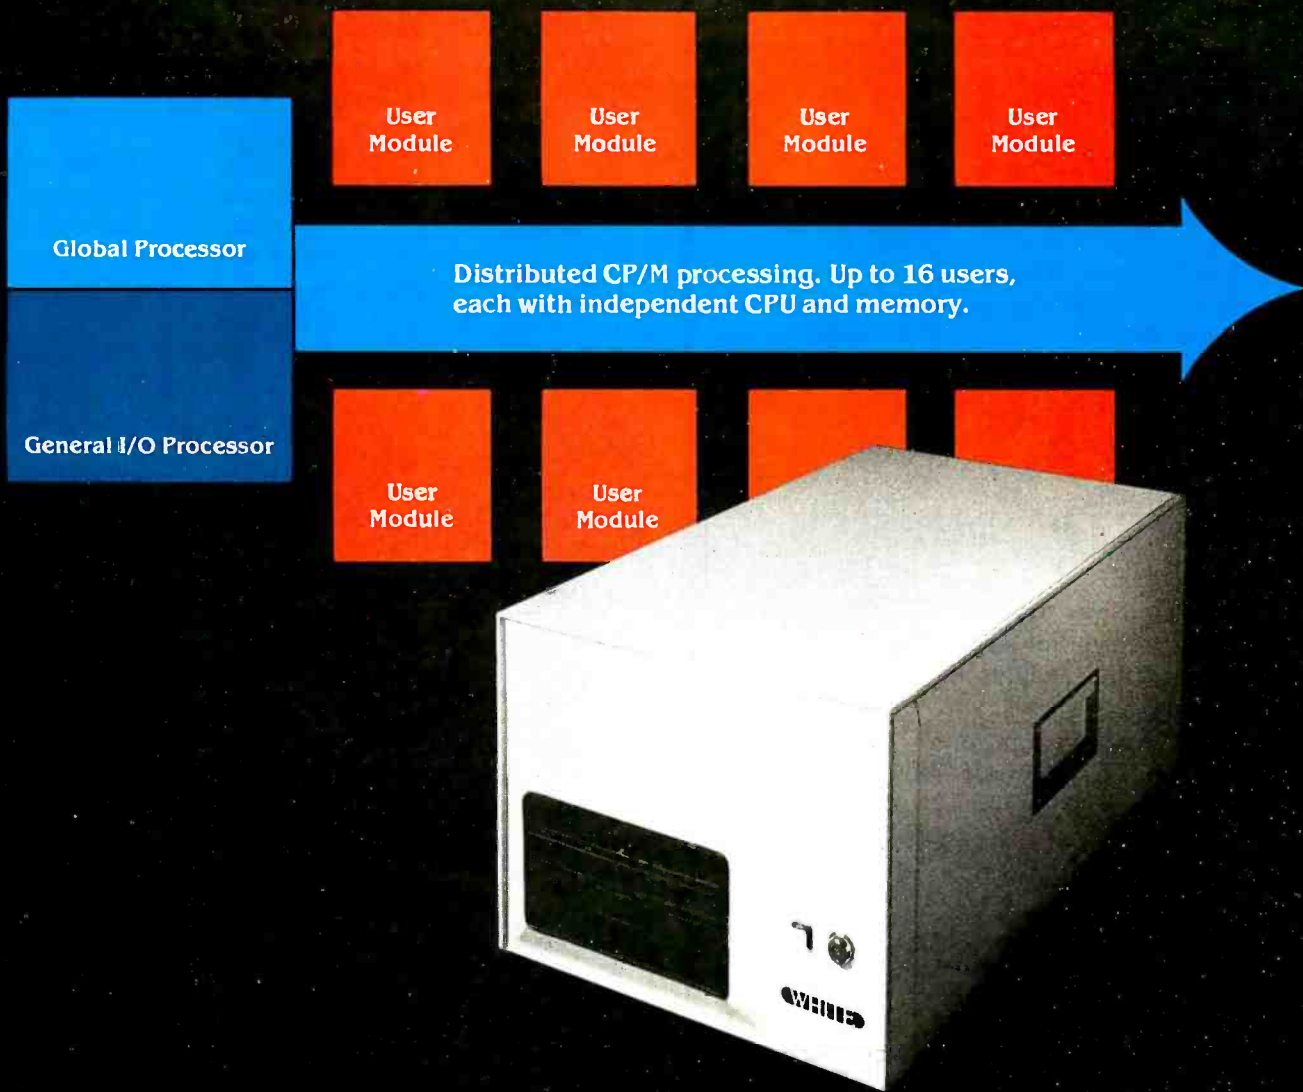 User
Module
User
Module
User
Module
User
Module
Global Processor
Distributed CP/M processing. Up to 16 users,
each with independent CPU and memory.
General I/O Processor
User
Module
User
Module
WHITE